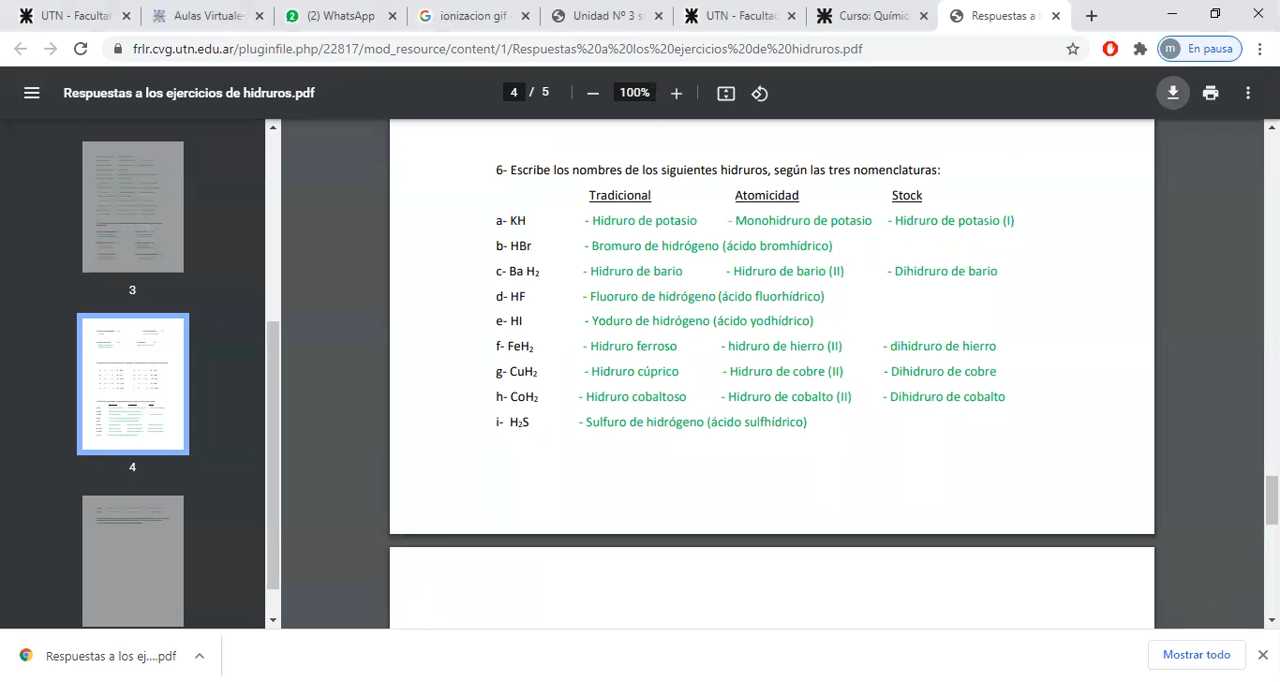 UTN - Facultad
Aulas Virtuale
(2) WhatsApp
ionizacion gif
Unidad Nº 3 s
UTN - Facultad
Curso: Químic
Respuestas a l
frlr.cvg.utn.edu.ar/pluginfile.php/22817/mod_resource/content/1/Respuestas%20a%20los%20ejercicios%20de%20hidruros.pdf
m En pausa
Respuestas a los ejercicios de hidruros.pdf
4 / 5
100%
3
4
6- Escribe los nombres de los siguientes hidruros, según las tres nomenclaturas:
Tradicional Atomicidad Stock
a- KH - Hidruro de potasio - Monohidruro de potasio - Hidruro de potasio (I)
b- HBr - Bromuro de hidrógeno (ácido bromhídrico)
c- Ba H₂ - Hidruro de bario - Hidruro de bario (II) - Dihidruro de bario
d- HF - Fluoruro de hidrógeno (ácido fluorhídrico)
e- HI - Yoduro de hidrógeno (ácido yodhídrico)
f- FeH₂ - Hidruro ferroso - hidruro de hierro (II) - dihidruro de hierro
g- CuH₂ - Hidruro cúprico - Hidruro de cobre (II) - Dihidruro de cobre
h- CoH₂ - Hidruro cobaltoso - Hidruro de cobalto (II) - Dihidruro de cobalto
i- H₂S - Sulfuro de hidrógeno (ácido sulfhídrico)
Respuestas a los ej....pdf
Mostrar todo